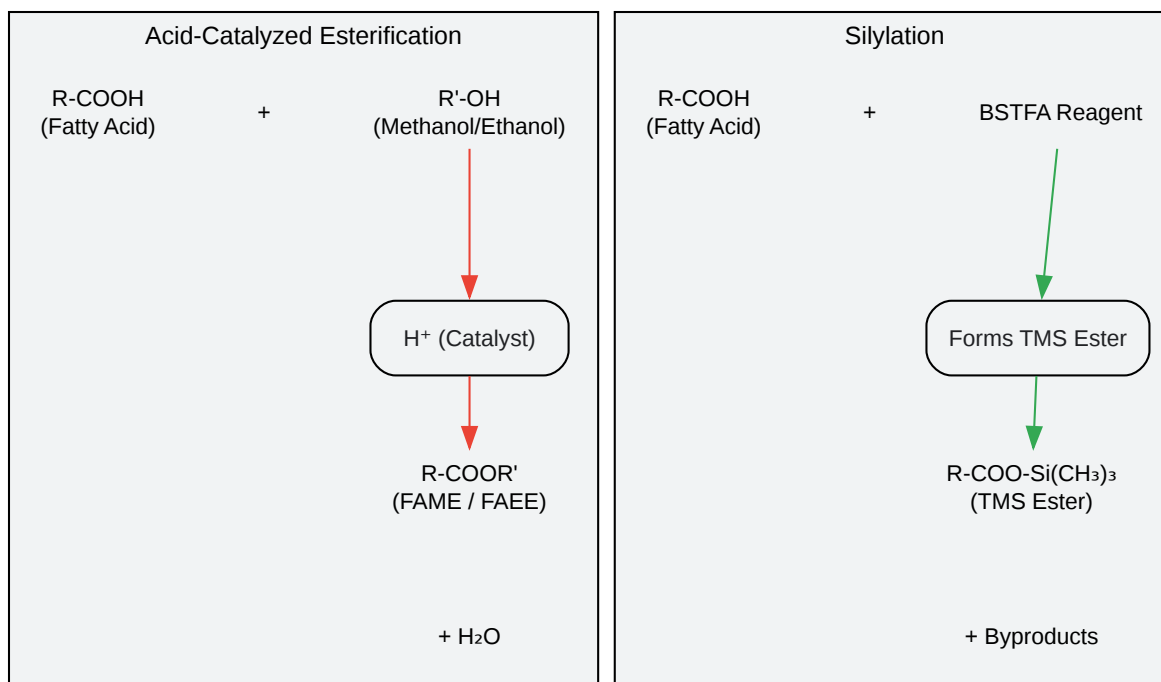 Acid-Catalyzed Esterification
R-COOH
(Fatty Acid)
+
R'-OH
(Methanol/Ethanol)
H⁺ (Catalyst)
R-COOR'
(FAME / FAEE)
+ H₂O
Silylation
R-COOH
(Fatty Acid)
+
BSTFA Reagent
Forms TMS Ester
R-COO-Si(CH₃)₃
(TMS Ester)
+ Byproducts